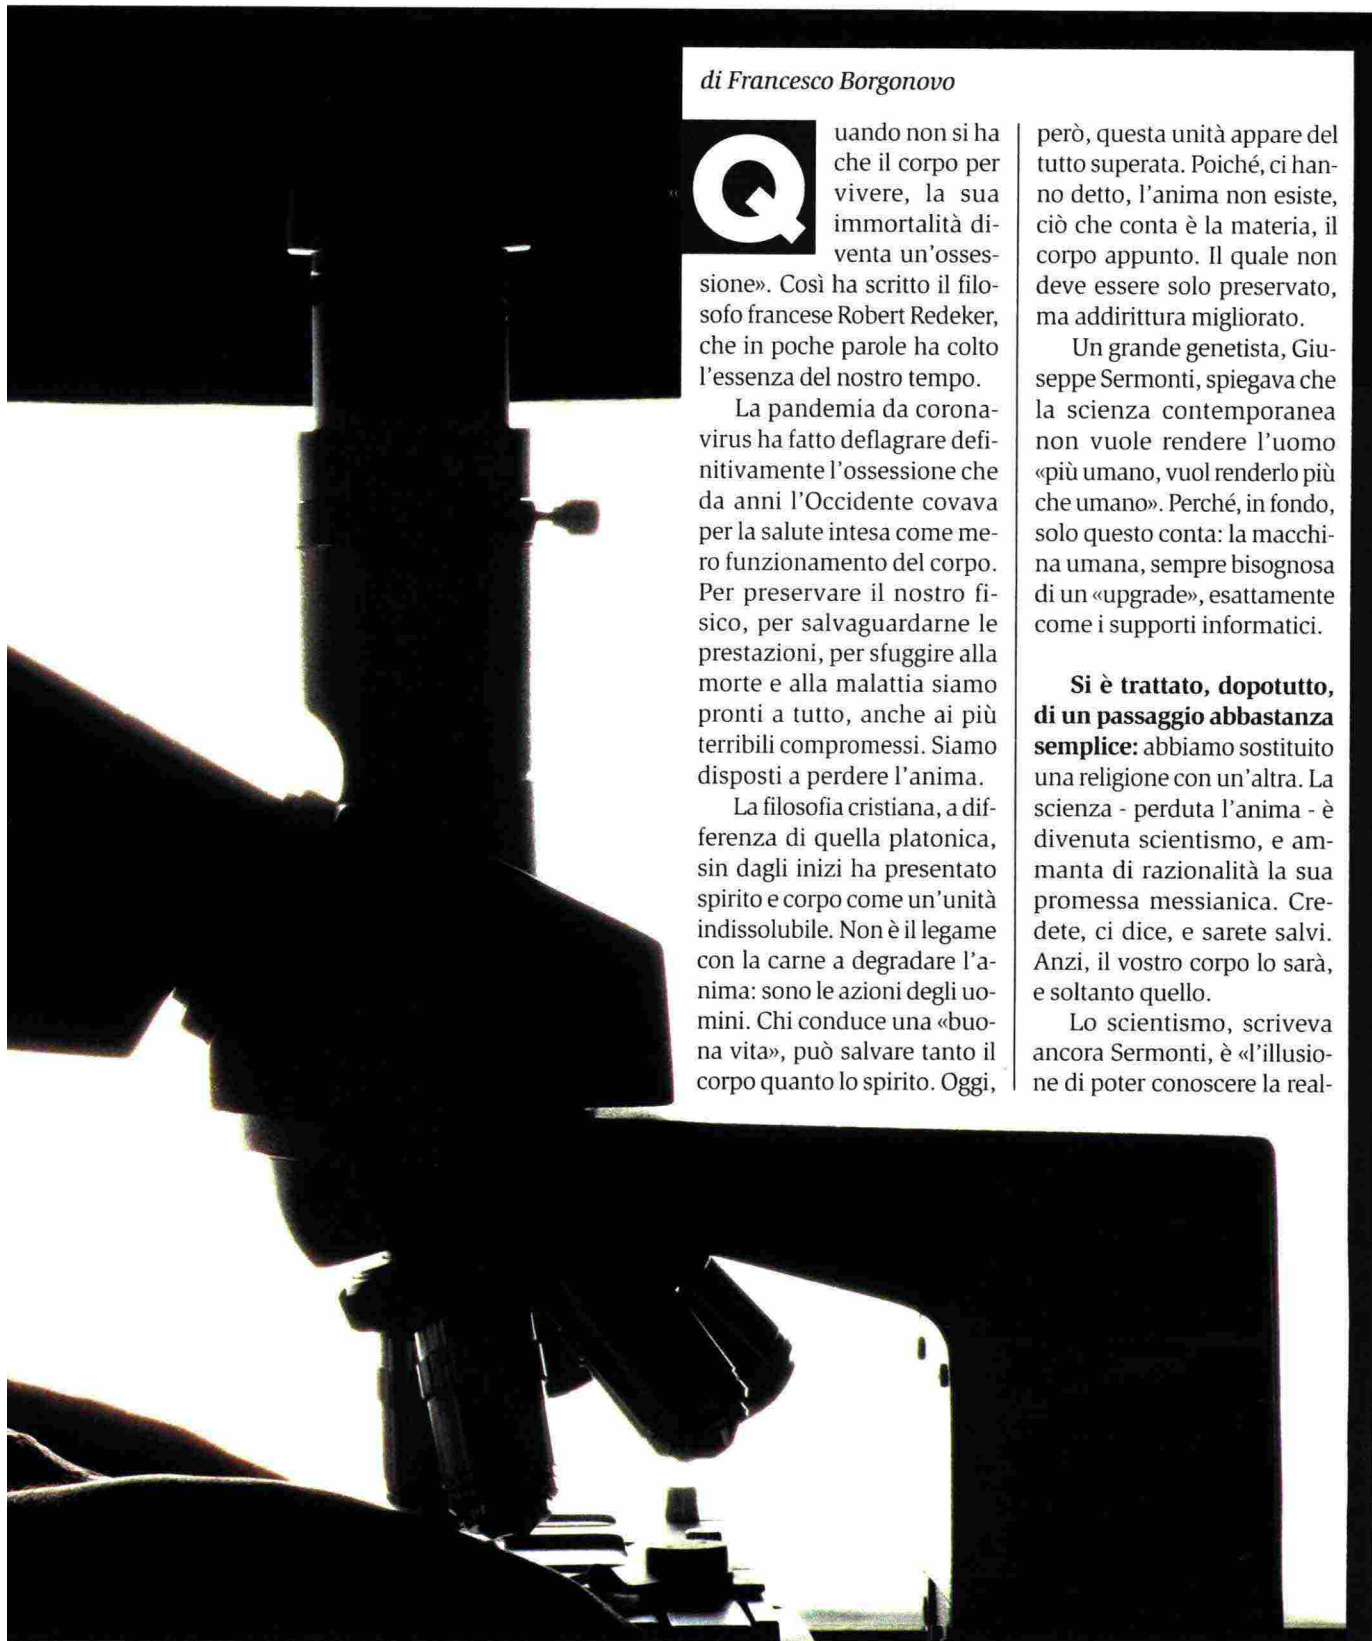 di Francesco Borgonovo
«
Quando non si ha
che il corpo per
vivere, la sua
immortalità di-
venta un'osses-
sione». Così ha scritto il filo-
sofo francese Robert Redeker,
che in poche parole ha colto
l'essenza del nostro tempo.
La pandemia da corona-
virus ha fatto deflagrare defi-
nitivamente l'ossessione che
da anni l'Occidente covava
per la salute intesa come me-
ro funzionamento del corpo.
Per preservare il nostro fi-
sico, per salvaguardarne le
prestazioni, per sfuggire alla
morte e alla malattia siamo
pronti a tutto, anche ai più
terribili compromessi. Siamo
disposti a perdere l'anima.
La filosofia cristiana, a dif-
ferenza di quella platonica,
sin dagli inizi ha presentato
spirito e corpo come un'unità
indissolubile. Non è il legame
con la carne a degradare l'a-
nima: sono le azioni degli uo-
mini. Chi conduce una «buo-
na vita», può salvare tanto il
corpo quanto lo spirito. Oggi,
però, questa unità appare del
tutto superata. Poiché, ci han-
no detto, l'anima non esiste,
ciò che conta è la materia, il
corpo appunto. Il quale non
deve essere solo preservato,
ma addirittura migliorato.
Un grande genetista, Giu-
seppe Sermonti, spiegava che
la scienza contemporanea
non vuole rendere l'uomo
«più umano, vuol renderlo più
che umano». Perché, in fondo,
solo questo conta: la macchi-
na umana, sempre bisognosa
di un «upgrade», esattamente
come i supporti informatici.
Si è trattato, dopotutto,
di un passaggio abbastanza
semplice: abbiamo sostituito
una religione con un'altra. La
scienza - perduta l'anima - è
divenuta scientismo, e am-
manta di razionalità la sua
promessa messianica. Cre-
dete, ci dice, e sarete salvi.
Anzi, il vostro corpo lo sarà,
e soltanto quello.
Lo scientismo, scriveva
ancora Sermonti, è «l'illusio-
ne di poter conoscere la real-